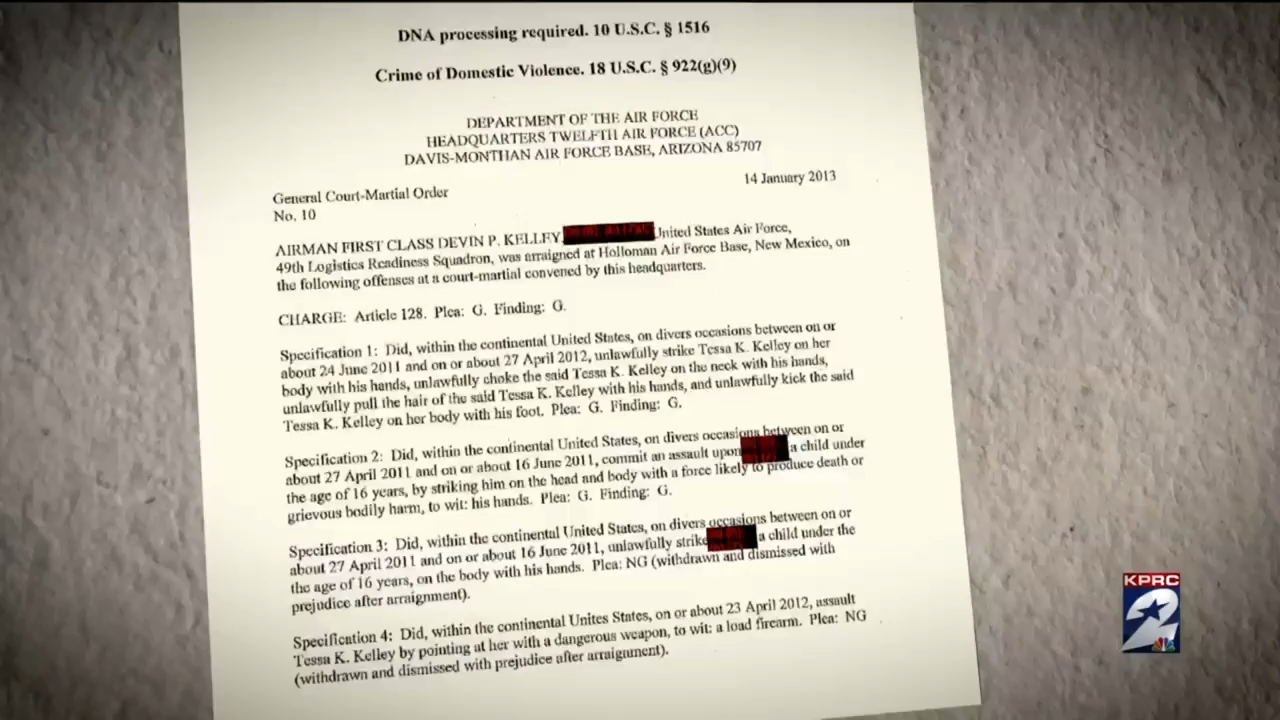 DNA processing required. 10 U.S.C. § 1516
Crime of Domestic Violence. 18 U.S.C. § 922(g)(9)
DEPARTMENT OF THE AIR FORCE
HEADQUARTERS TWELFTH AIR FORCE (ACC)
DAVIS-MONTHAN AIR FORCE BASE, ARIZONA 85707
General Court-Martial Order
14 January 2013
No. 10
AIRMAN FIRST CLASS DEVIN P. KELLEY, United States Air Force,
49th Logistics Readiness Squadron, was arraigned at Holloman Air Force Base, New Mexico, on
the following offenses at a court-martial convened by this headquarters.
CHARGE: Article 128. Plea: G. Finding: G.
Specification 1: Did, within the continental United States, on divers occasions between on or
about 24 June 2011 and on or about 27 April 2012, unlawfully strike Tessa K. Kelley on her
body with his hands, unlawfully choke the said Tessa K. Kelley on the neck with his hands,
unlawfully pull the hair of the said Tessa K. Kelley with his hands, and unlawfully kick the said
Tessa K. Kelley on her body with his foot. Plea: G. Finding: G.
Specification 2: Did, within the continental United States, on divers occasions between on or
about 27 April 2011 and on or about 16 June 2011, commit an assault upon a child under
the age of 16 years, by striking him on the head and body with a force likely to produce death or
grievous bodily harm, to wit: his hands. Plea: G. Finding: G.
Specification 3: Did, within the continental United States, on divers occasions between on or
about 27 April 2011 and on or about 16 June 2011, unlawfully strike a child under the
the age of 16 years, on the body with his hands. Plea: NG (withdrawn and dismissed with
prejudice after arraignment).
Specification 4: Did, within the continental Unites States, on or about 23 April 2012, assault
Tessa K. Kelley by pointing at her with a dangerous weapon, to wit: a load firearm. Plea: NG
(withdrawn and dismissed with prejudice after arraignment).
KPRC
2